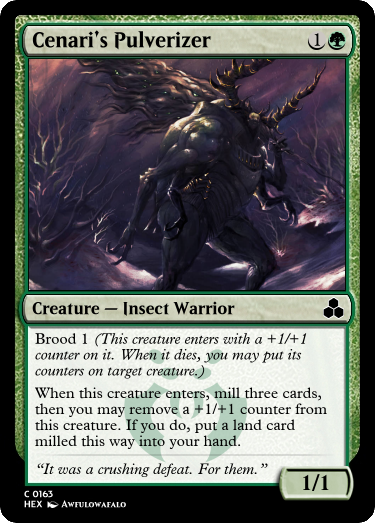 Cenari's Pulverizer 1
Creature — Insect Warrior
Brood 1 (This creature enters with a +1/+1
counter on it. When it dies, you may put its
counters on target creature.)
When this creature enters, mill three cards,
then you may remove a +1/+1 counter from
this creature. If you do, put a land card
milled this way into your hand.
"It was a crushing defeat. For them."
1/1
C 0163
HEX Awfulowafalo